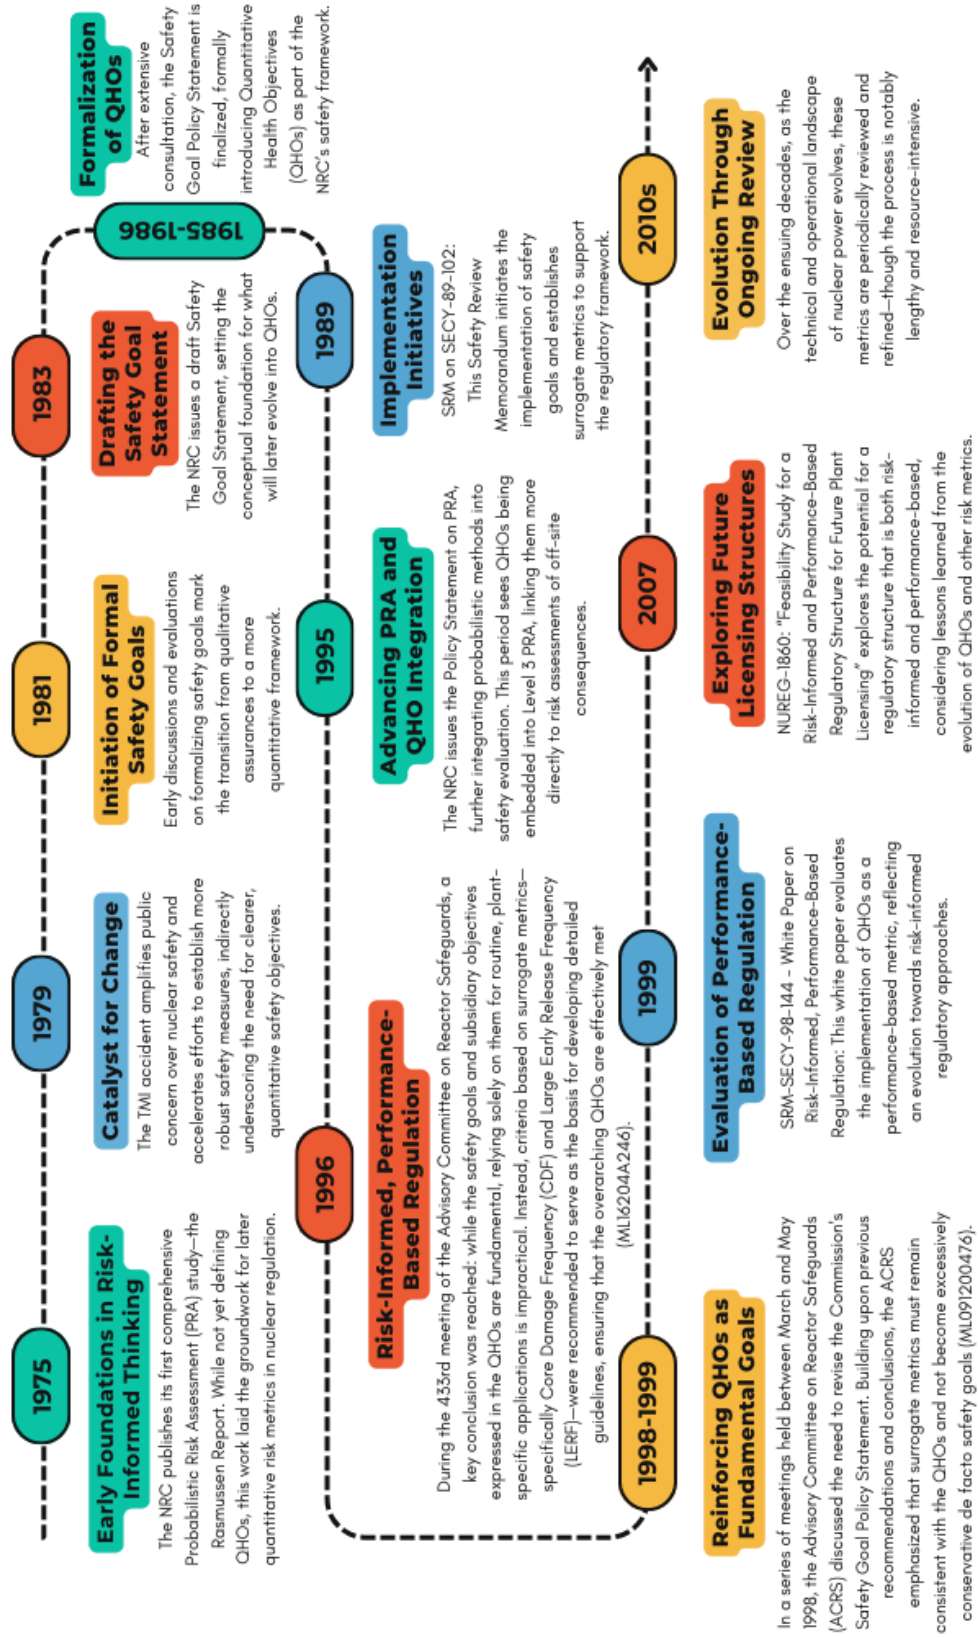 1975
Early Foundations in Risk-
Informed Thinking
The NRC publishes its first comprehensive
Probabilistic Risk Assessment (PRA) study—the
Rasmussen Report. While not yet defining
QHOs, this work laid the groundwork for later
quantitative risk metrics in nuclear regulation.
1979
Catalyst for Change
The TMI accident amplifies public
concern over nuclear safety and
accelerates efforts to establish more
robust safety measures, indirectly
underscoring the need for clearer,
quantitative safety objectives.
1981
Initiation of Formal
Safety Goals
Early discussions and evaluations
on formalizing safety goals mark
the transition from qualitative
assurances to a more
quantitative framework.
1983
Drafting the
Safety Goal
Statement
The NRC issues a draft Safety
Goal Statement, setting the
conceptual foundation for what
will later evolve into QHOs.
1985-1986
Formalization
of QHOs
After extensive
consultation, the Safety
Goal Policy Statement is
finalized, formally
introducing Quantitative
Health Objectives
(QHOs) as part of the
NRC's safety framework.
1989
Implementation
Initiatives
SRM on SECY-89-102:
This Safety Review
Memorandum initiates the
implementation of safety
goals and establishes
surrogate metrics to support
the regulatory framework.
1995
Advancing PRA and
QHO Integration
The NRC issues the Policy Statement on PRA,
further integrating probabilistic methods into
safety evaluation. This period sees QHOs being
embedded into Level 3 PRA, linking them more
directly to risk assessments of off-site
consequences.
1996
Risk-Informed, Performance-
Based Regulation
During the 433rd meeting of the Advisory Committee on Reactor Safeguards, a
key conclusion was reached: while the safety goals and subsidiary objectives
expressed in the QHOs are fundamental, relying solely on them for routine, plant-
specific applications is impractical. Instead, criteria based on surrogate metrics—
specifically Core Damage Frequency (CDF) and Large Early Release Frequency
(LERF)—were recommended to serve as the basis for developing detailed
guidelines, ensuring that the overarching QHOs are effectively met
(ML16204A246).
1998-1999
Reinforcing QHOs as
Fundamental Goals
In a series of meetings held between March and May
1998, the Advisory Committee on Reactor Safeguards
(ACRS) discussed the need to revise the Commission's
Safety Goal Policy Statement. Building upon previous
recommendations and conclusions, the ACRS
emphasized that surrogate metrics must remain
consistent with the QHOs and not become excessively
conservative de facto safety goals (ML091200476).
1999
Evaluation of Performance-
Based Regulation
SRM-SECY-98-144 - White Paper on
Risk-Informed, Performance-Based
Regulation: This white paper evaluates
the implementation of QHOs as a
performance-based metric, reflecting
an evolution towards risk-informed
regulatory approaches.
2007
Exploring Future
Licensing Structures
NUREG-1860: "Feasibility Study for a
Risk-Informed and Performance-Based
Regulatory Structure for Future Plant
Licensing" explores the potential for a
regulatory structure that is both risk-
informed and performance-based,
considering lessons learned from the
evolution of QHOs and other risk metrics.
2010s
Evolution Through
Ongoing Review
Over the ensuing decades, as the
technical and operational landscape
of nuclear power evolves, these
metrics are periodically reviewed and
refined—though the process is notably
lengthy and resource-intensive.